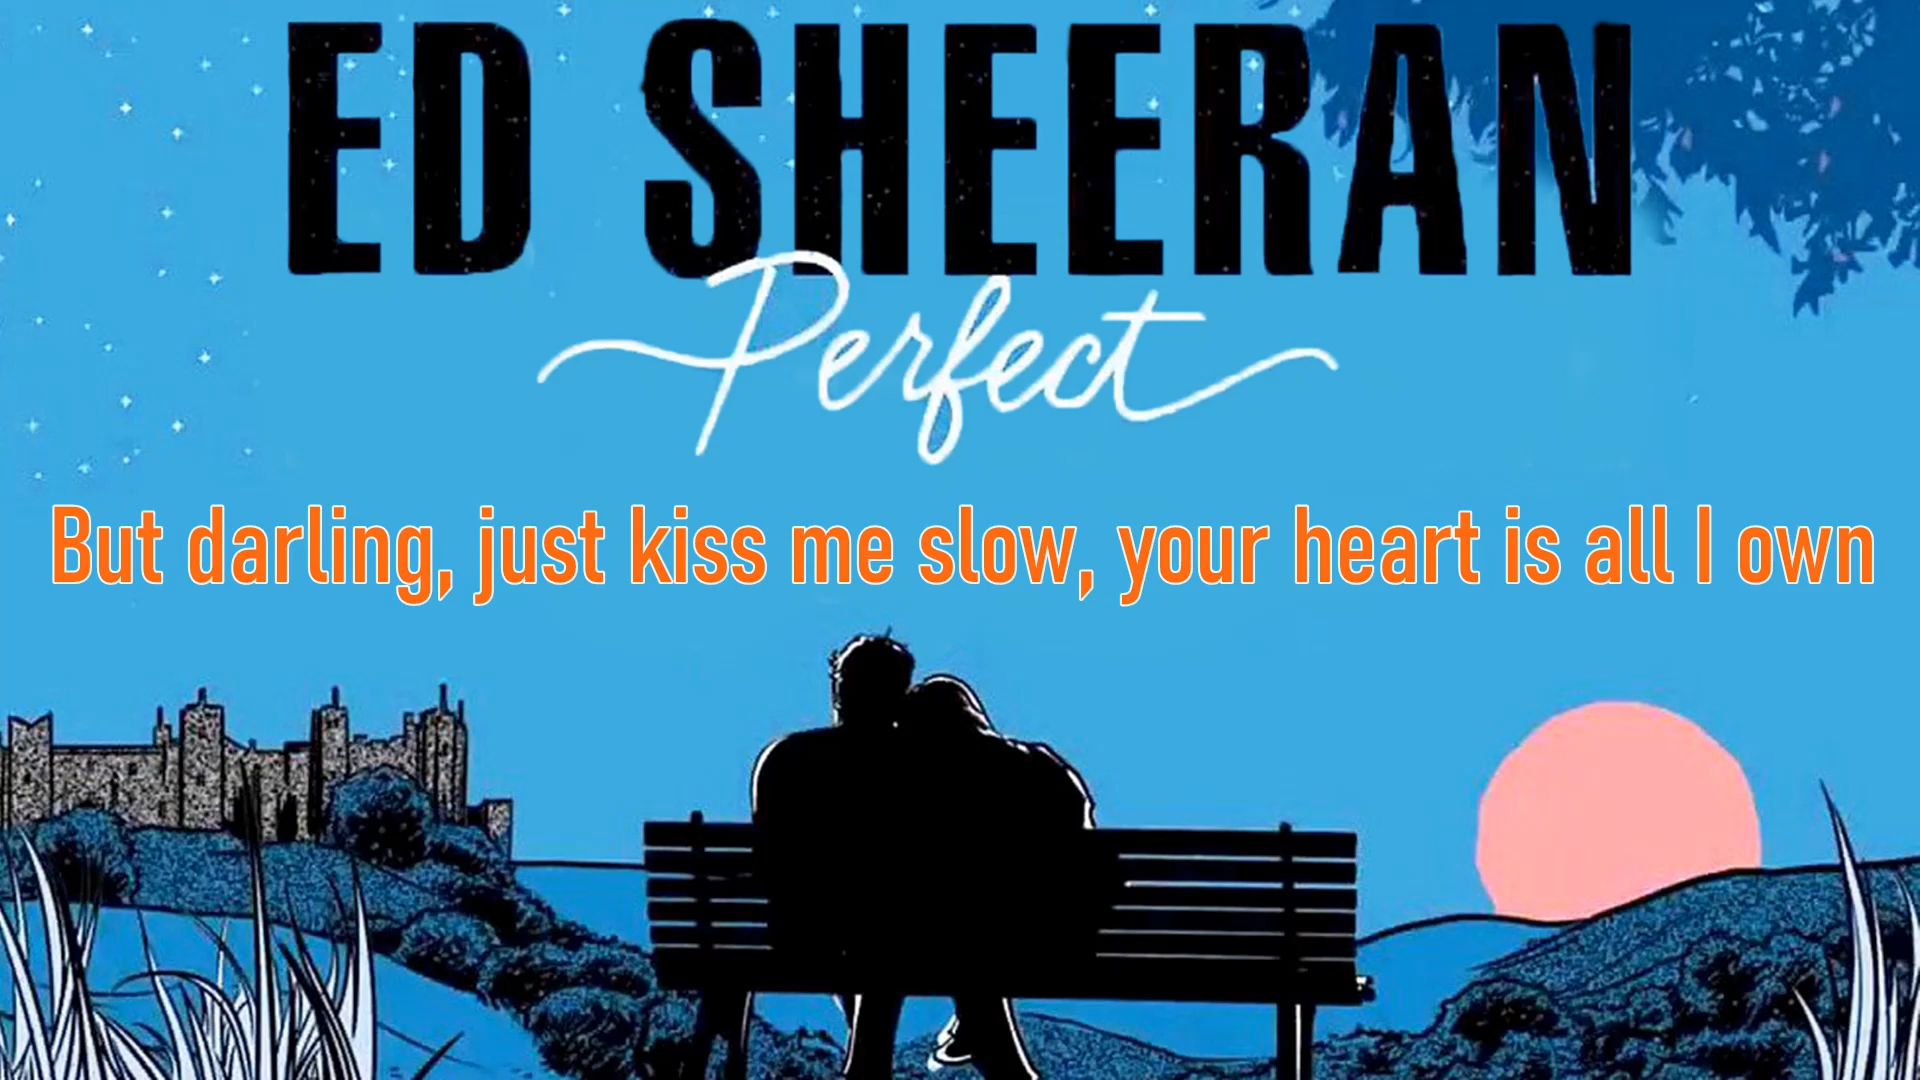 ED SHEERAN
Perfect
But darling, just kiss me slow, your heart is all I own